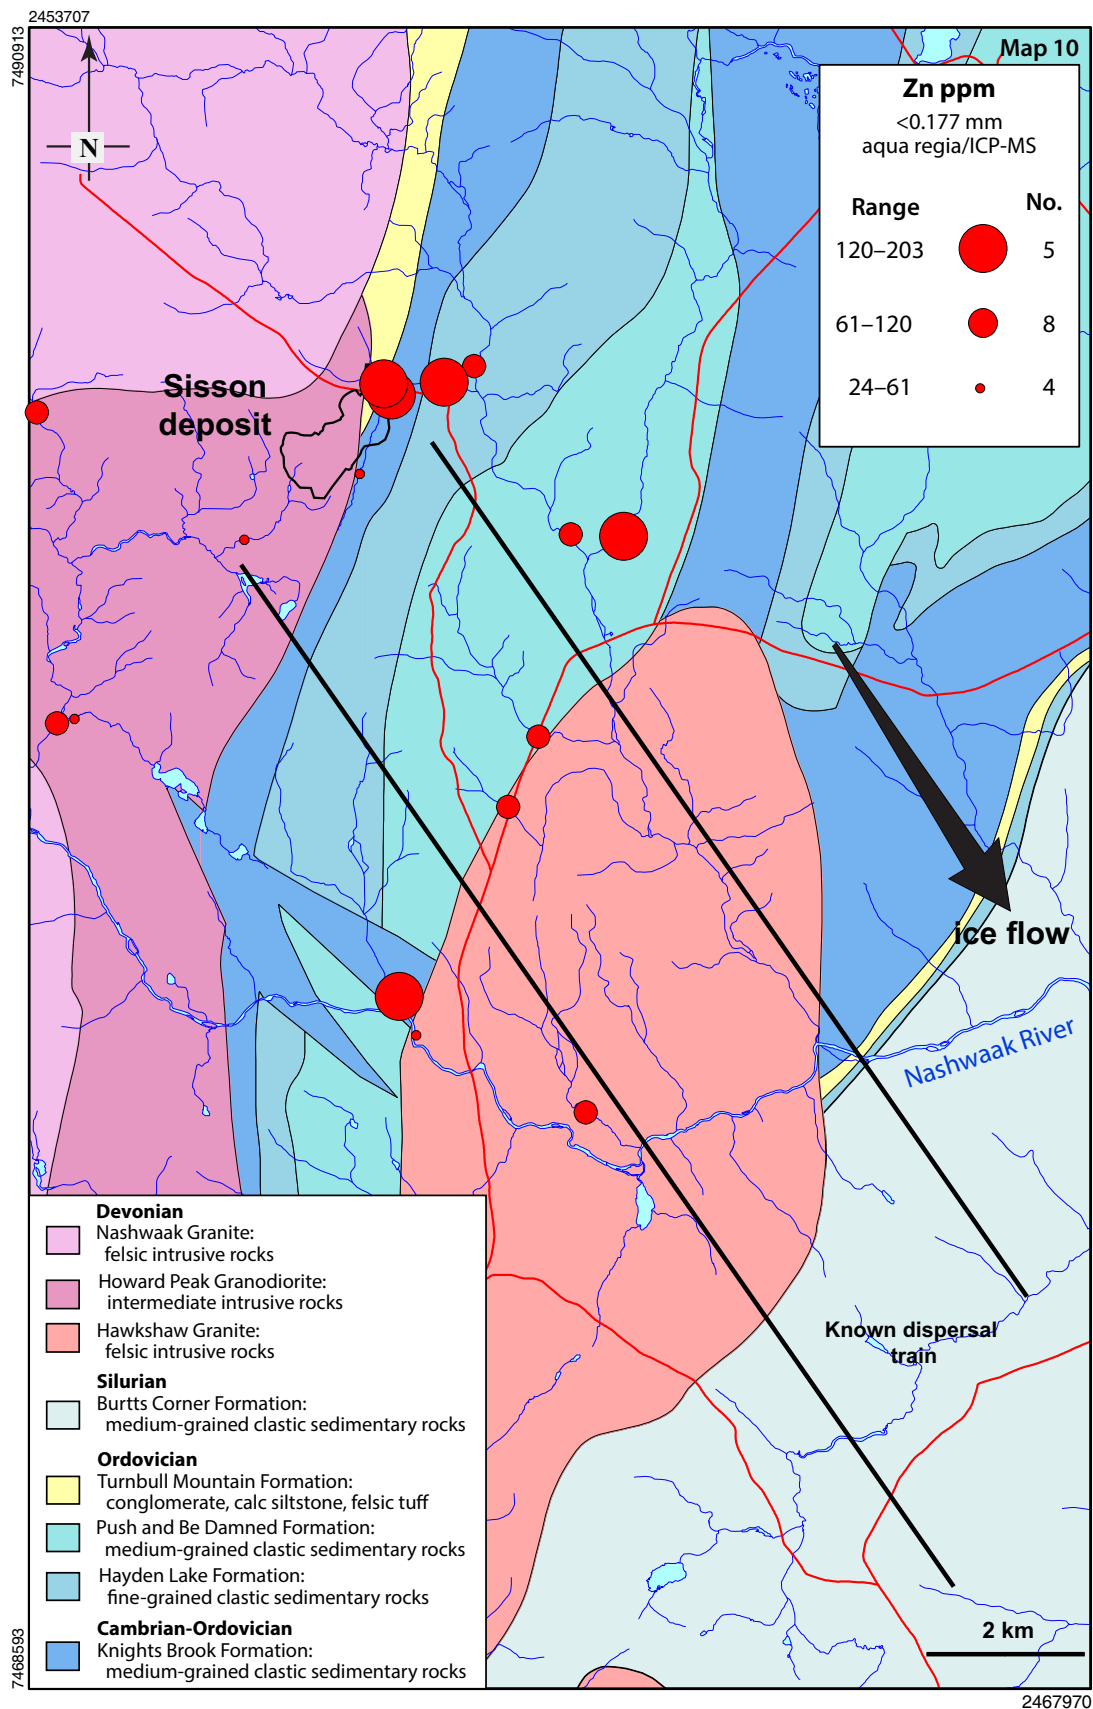 2453707
7490913
Map 10
Zn ppm
<0.177 mm
aqua regia/ICP-MS
Range
No.
120–203
5
61–120
8
24–61
4
N
Sisson
deposit
ice flow
Nashwaak River
Known dispersal
train
Devonian
Nashwaak Granite:
felsic intrusive rocks
Howard Peak Granodiorite:
intermediate intrusive rocks
Hawkshaw Granite:
felsic intrusive rocks
Silurian
Burtts Corner Formation:
medium-grained clastic sedimentary rocks
Ordovician
Turnbull Mountain Formation:
conglomerate, calc siltstone, felsic tuff
Push and Be Damned Formation:
medium-grained clastic sedimentary rocks
Hayden Lake Formation:
fine-grained clastic sedimentary rocks
Cambrian-Ordovician
Knights Brook Formation:
medium-grained clastic sedimentary rocks
2 km
7468593
2467970